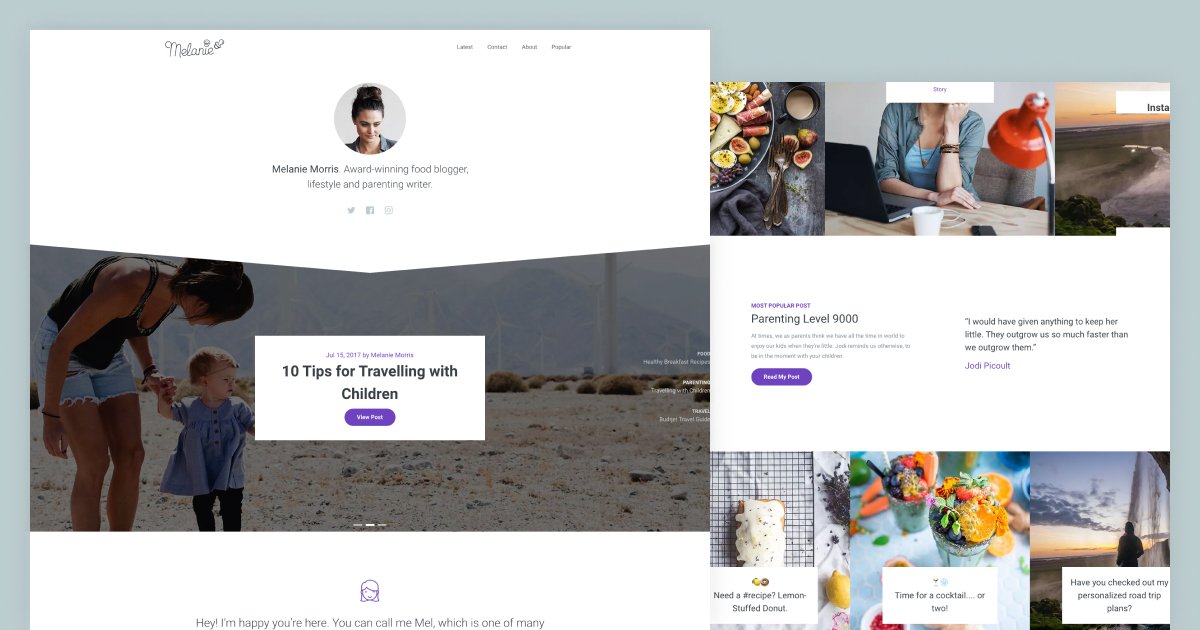 Melanie
Latest Contact About Popular
Melanie Morris. Award-winning food blogger,
lifestyle and parenting writer.
Jul 15, 2017 by Melanie Morris
10 Tips for Travelling with
Children
View Post
FOOD
Healthy Breakfast Recipes
PARENTING
Travelling with Children
TRAVEL
Budget Travel Guide
Hey! I'm happy you're here. You can call me Mel, which is one of many
Story
Insta
MOST POPULAR POST
Parenting Level 9000
At times, we as parents think we have all the time in world to
enjoy our kids when they're little. Jodi reminds us otherwise, to
be in the moment with your children.
Read My Post
"I would have given anything to keep her
little. They outgrow us so much faster than
we outgrow them."
Jodi Picoult
Need a #recipe? Lemon-
Stuffed Donut.
🍸❄️
Time for a cocktail.... or
two!
Have you checked out my
personalized road trip
plans?